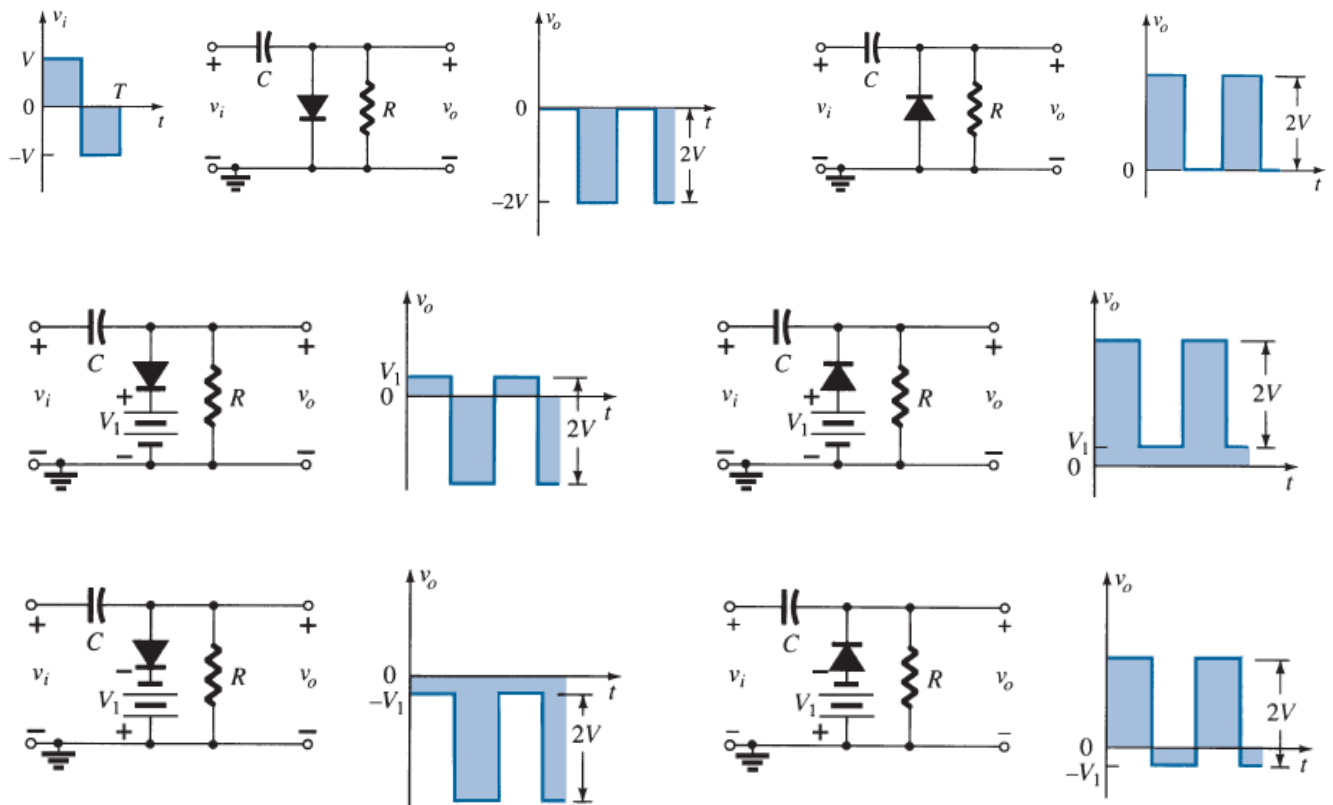 v_i
V
0
T
t
−V
+
C
+
v_i
R
v_o
−
−
v_o
0
t
2V
−2V
+
C
+
v_i
R
v_o
−
−
v_o
2V
0
t
+
C
+
v_i
+
V_1
−
R
v_o
−
−
v_o
V_1
0
t
2V
+
C
+
v_i
+
V_1
−
R
v_o
−
−
v_o
2V
V_1
0
t
+
C
+
v_i
−
V_1
+
R
v_o
−
−
v_o
0
t
−V_1
2V
+
C
+
v_i
−
V_1
+
R
v_o
−
−
v_o
2V
0
t
−V_1